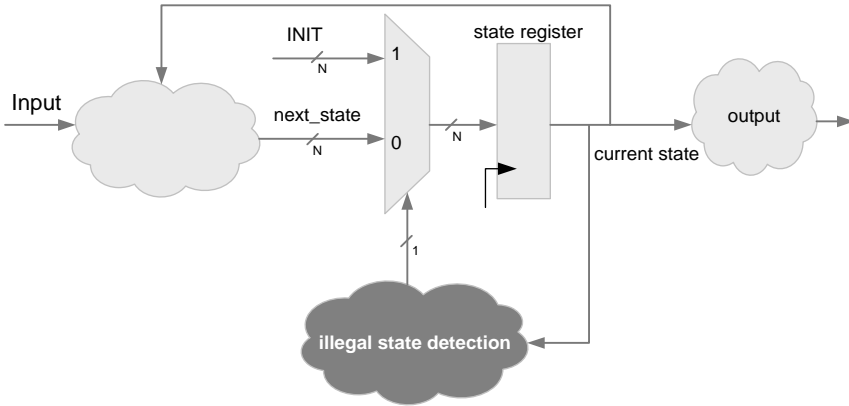 INIT
N
1
state register
Input
next_state
N
0
N
output
current state
1
illegal state detection